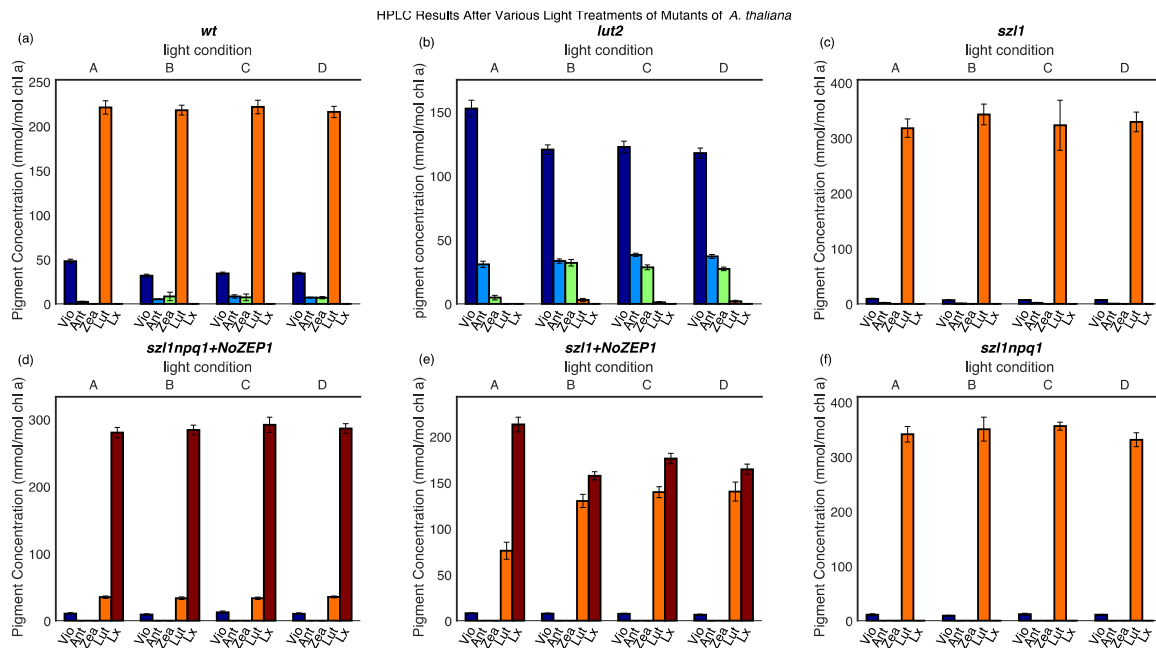 HPLC Results After Various Light Treatments of Mutants of A. thaliana
(a) wt
light condition
A B C D
Pigment Concentration (mmol/mol chl a)
250
200
150
100
50
0
Vio Ant Zea Lut Lx Vio Ant Zea Lut Lx Vio Ant Zea Lut Lx Vio Ant Zea Lut Lx
(b) lut2
light condition
A B C D
pigment Concentration (mmol/mol chl a)
150
100
50
0
Vio Ant Zea Lut Lx Vio Ant Zea Lut Lx Vio Ant Zea Lut Lx Vio Ant Zea Lut Lx
(c) szl1
light condition
A B C D
Pigment Concentration (mmol/mol chl a)
400
300
200
100
0
Vio Ant Zea Lut Lx Vio Ant Zea Lut Lx Vio Ant Zea Lut Lx Vio Ant Zea Lut Lx
(d) szl1npq1+NoZEP1
light condition
A B C D
Pigment Concentration (mmol/mol chl a)
300
200
100
0
Vio Ant Zea Lut Lx Vio Ant Zea Lut Lx Vio Ant Zea Lut Lx Vio Ant Zea Lut Lx
(e) szl1+NoZEP1
light condition
A B C D
Pigment Concentration (mmol/mol chl a)
200
150
100
50
0
Vio Ant Zea Lut Lx Vio Ant Zea Lut Lx Vio Ant Zea Lut Lx Vio Ant Zea Lut Lx
(f) szl1npq1
light condition
A B C D
Pigment Concentration (mmol/mol chl a)
400
300
200
100
0
Vio Ant Zea Lut Lx Vio Ant Zea Lut Lx Vio Ant Zea Lut Lx Vio Ant Zea Lut Lx